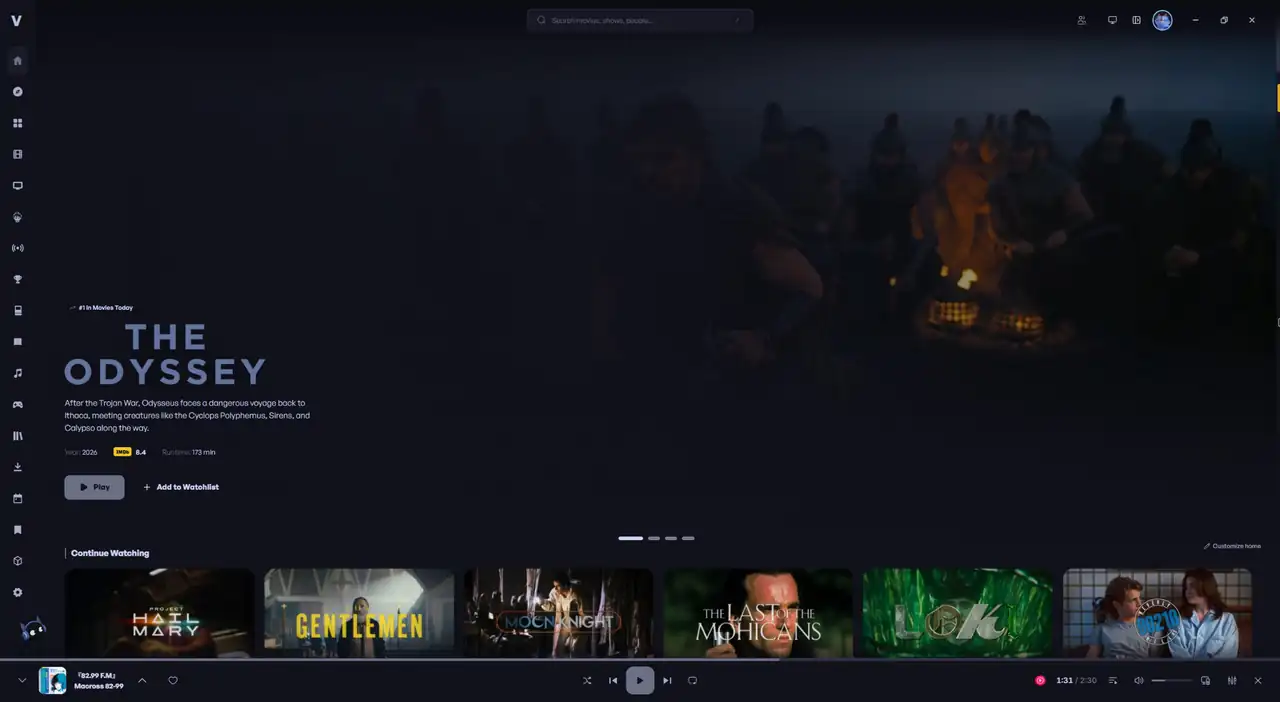 V
Search movies, shows, people...
/
#1 In Movies Today
THE
ODYSSEY
After the Trojan War, Odysseus faces a dangerous voyage back to
Ithaca, meeting creatures like the Cyclops Polyphemus, Sirens, and
Calypso along the way.
Year: 2026 IMDb 8.4 Runtime: 173 min
Play
Add to Watchlist
Continue Watching
Customize home
PROJECT
HAIL
MARY
GENTLEMEN
MOON KNIGHT
THE LAST OF THE
MOHICANS
LOKI
BEVERLY
90210
HILLS
『82.99 F.M』
Macross 82-99
1:31 / 2:30